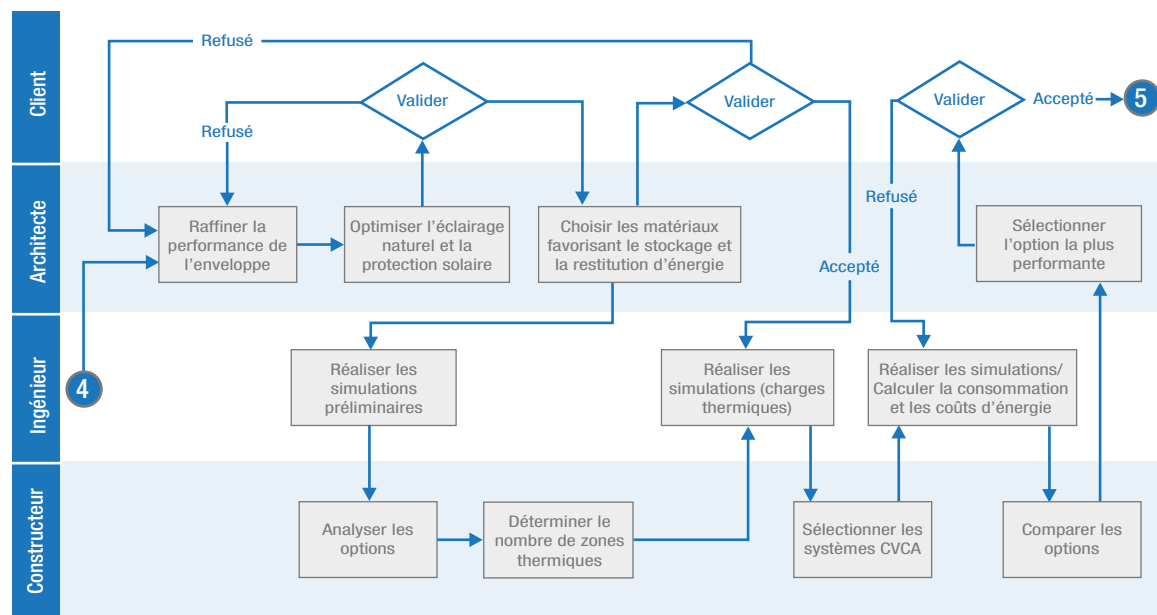 Client
Refusé
Valider
Refusé
Valider
Valider
Accepté
5
Architecte
Raffiner la
performance de
l'enveloppe
Optimiser l'éclairage
naturel et la
protection solaire
Choisir les matériaux
favorisant le stockage et
la restitution d'énergie
Accepté
Refusé
Sélectionner
l'option la plus
performante
Ingénieur
4
Réaliser les
simulations
préliminaires
Réaliser les
simulations (charges
thermiques)
Réaliser les simulations/
Calculer la consommation
et les coûts d'énergie
Constructeur
Analyser les
options
Déterminer le
nombre de zones
thermiques
Sélectionner les
systèmes CVCA
Comparer les
options